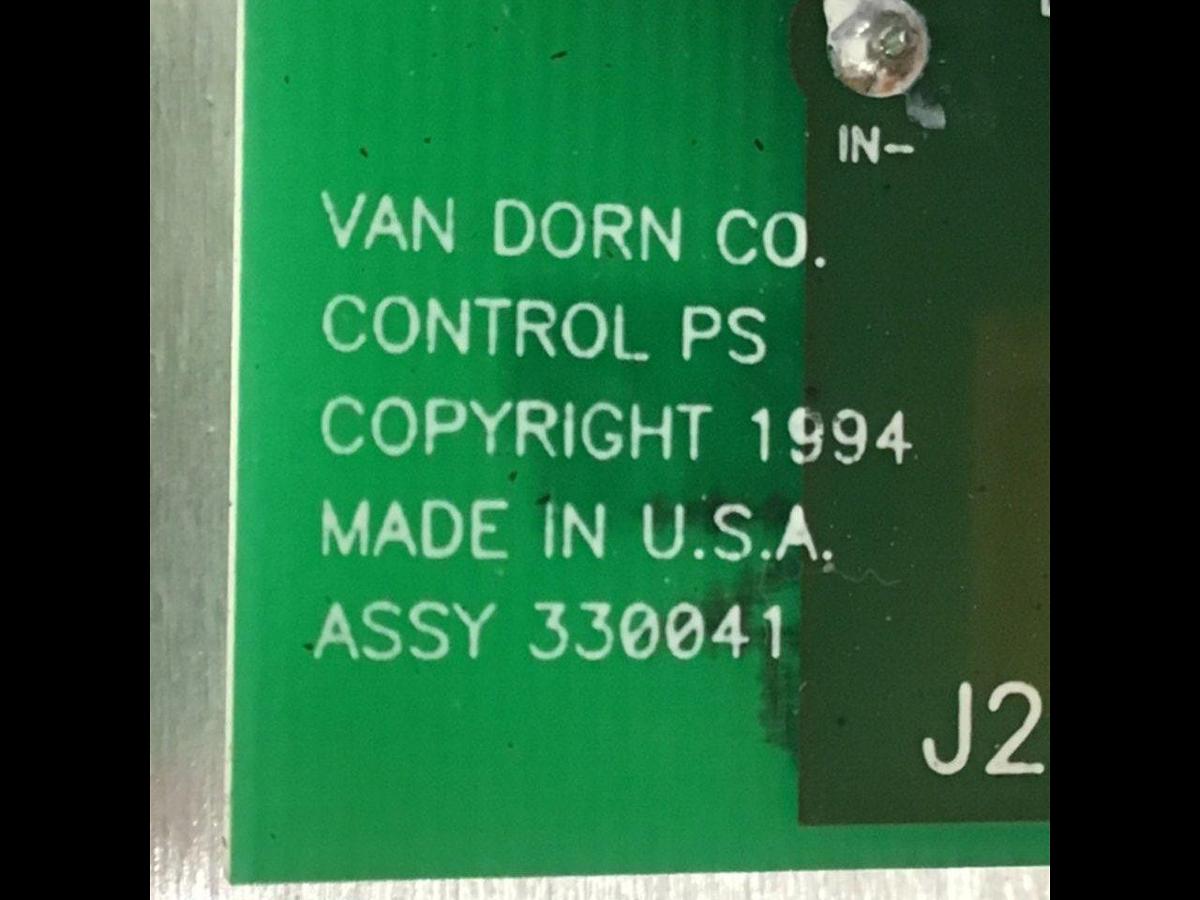 IN-
VAN DORN CO.
CONTROL PS
COPYRIGHT 1994
MADE IN U.S.A.
ASSY 330041
J2